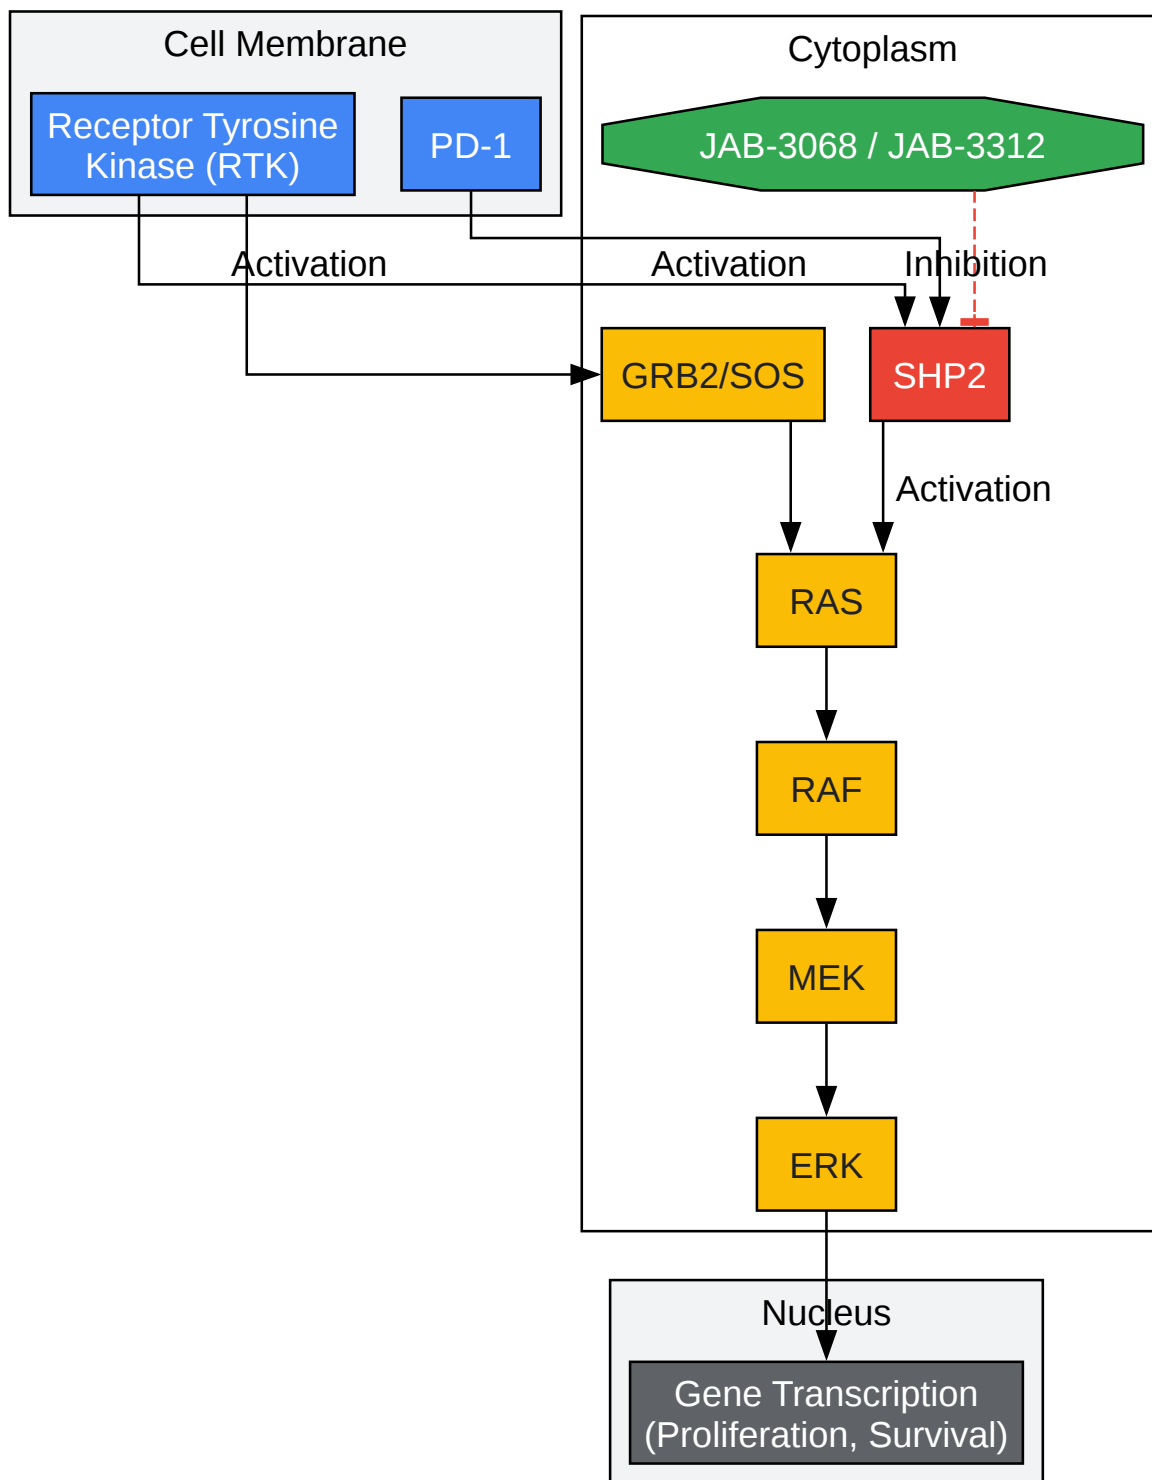 Cell Membrane
Cytoplasm
Receptor Tyrosine
Kinase (RTK)
PD-1
JAB-3068 / JAB-3312
Activation
Activation
Inhibition
GRB2/SOS
SHP2
Activation
RAS
RAF
MEK
ERK
Nucleus
Gene Transcription
(Proliferation, Survival)